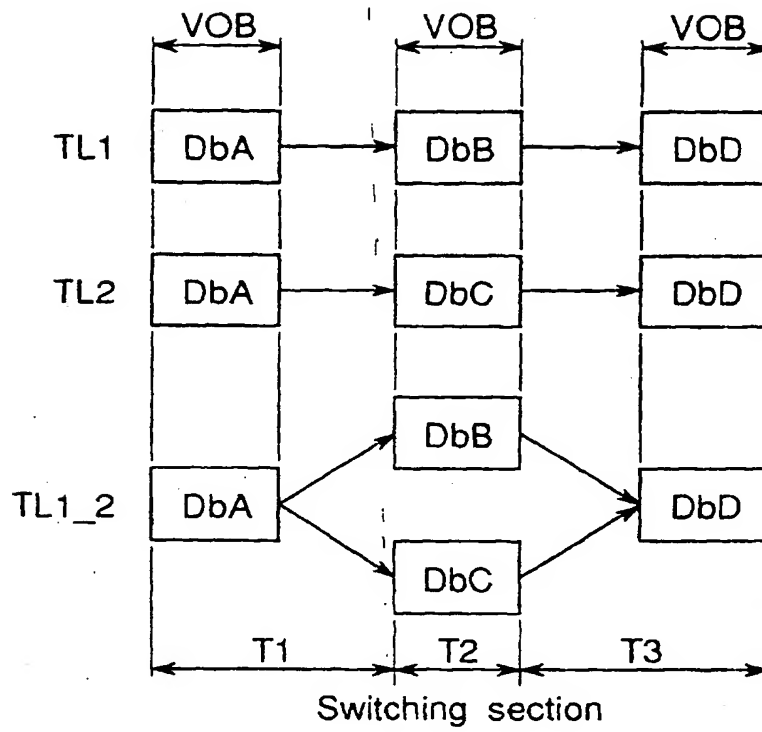 VOB VOB VOB
TL1 DbA DbB DbD
TL2 DbA DbC DbD
DbB
TL1_2 DbA DbD
DbC
T1 T2 T3
Switching section